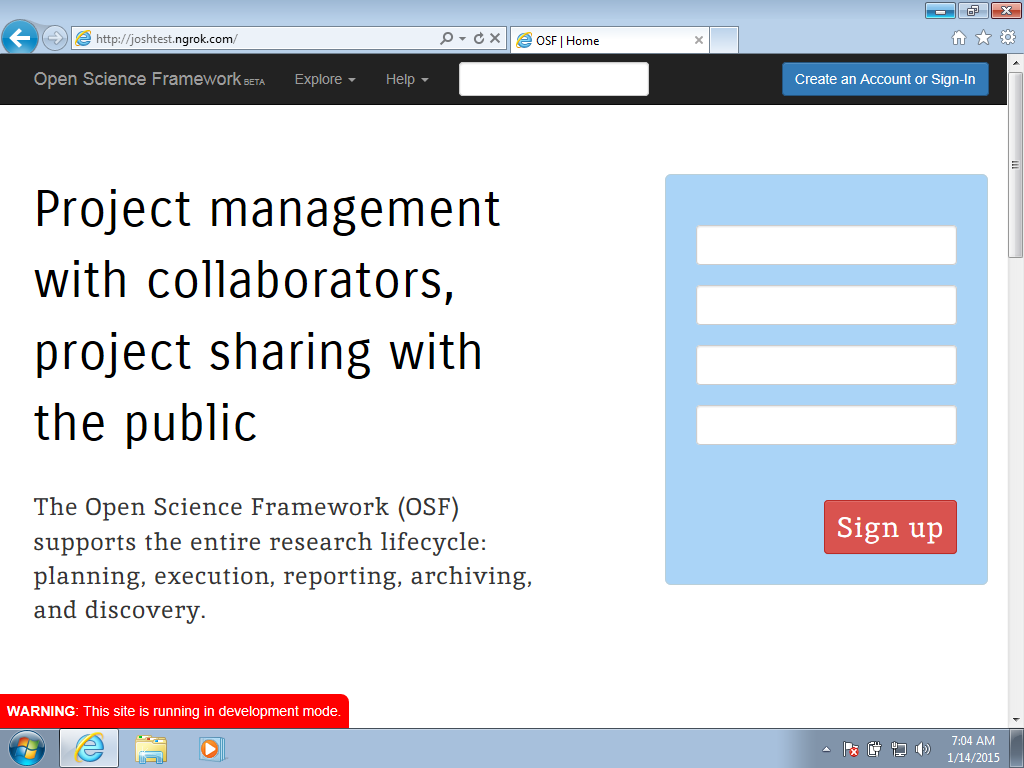 http://joshtest.ngrok.com/
OSF | Home
Open Science Framework BETA
Explore
Help
Create an Account or Sign-In
Project management
with collaborators,
project sharing with
the public
The Open Science Framework (OSF)
supports the entire research lifecycle:
planning, execution, reporting, archiving,
and discovery.
Sign up
WARNING: This site is running in development mode.
7:04 AM
1/14/2015